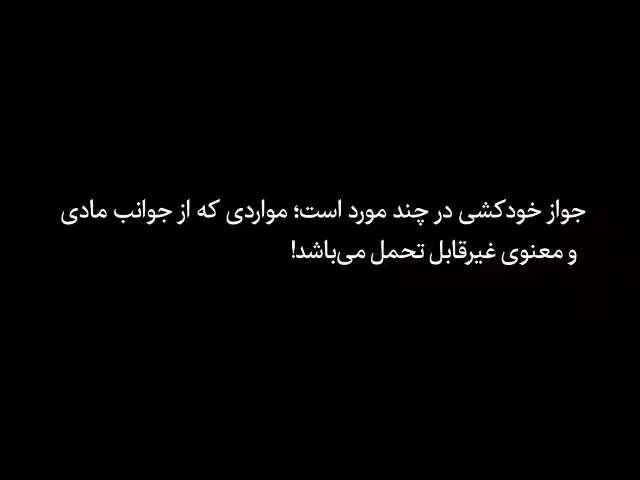 جواز خودکشی در چند مورد است؛ مواردی که از جوانب مادی
و معنوی غیرقابل تحمل می‌باشد!